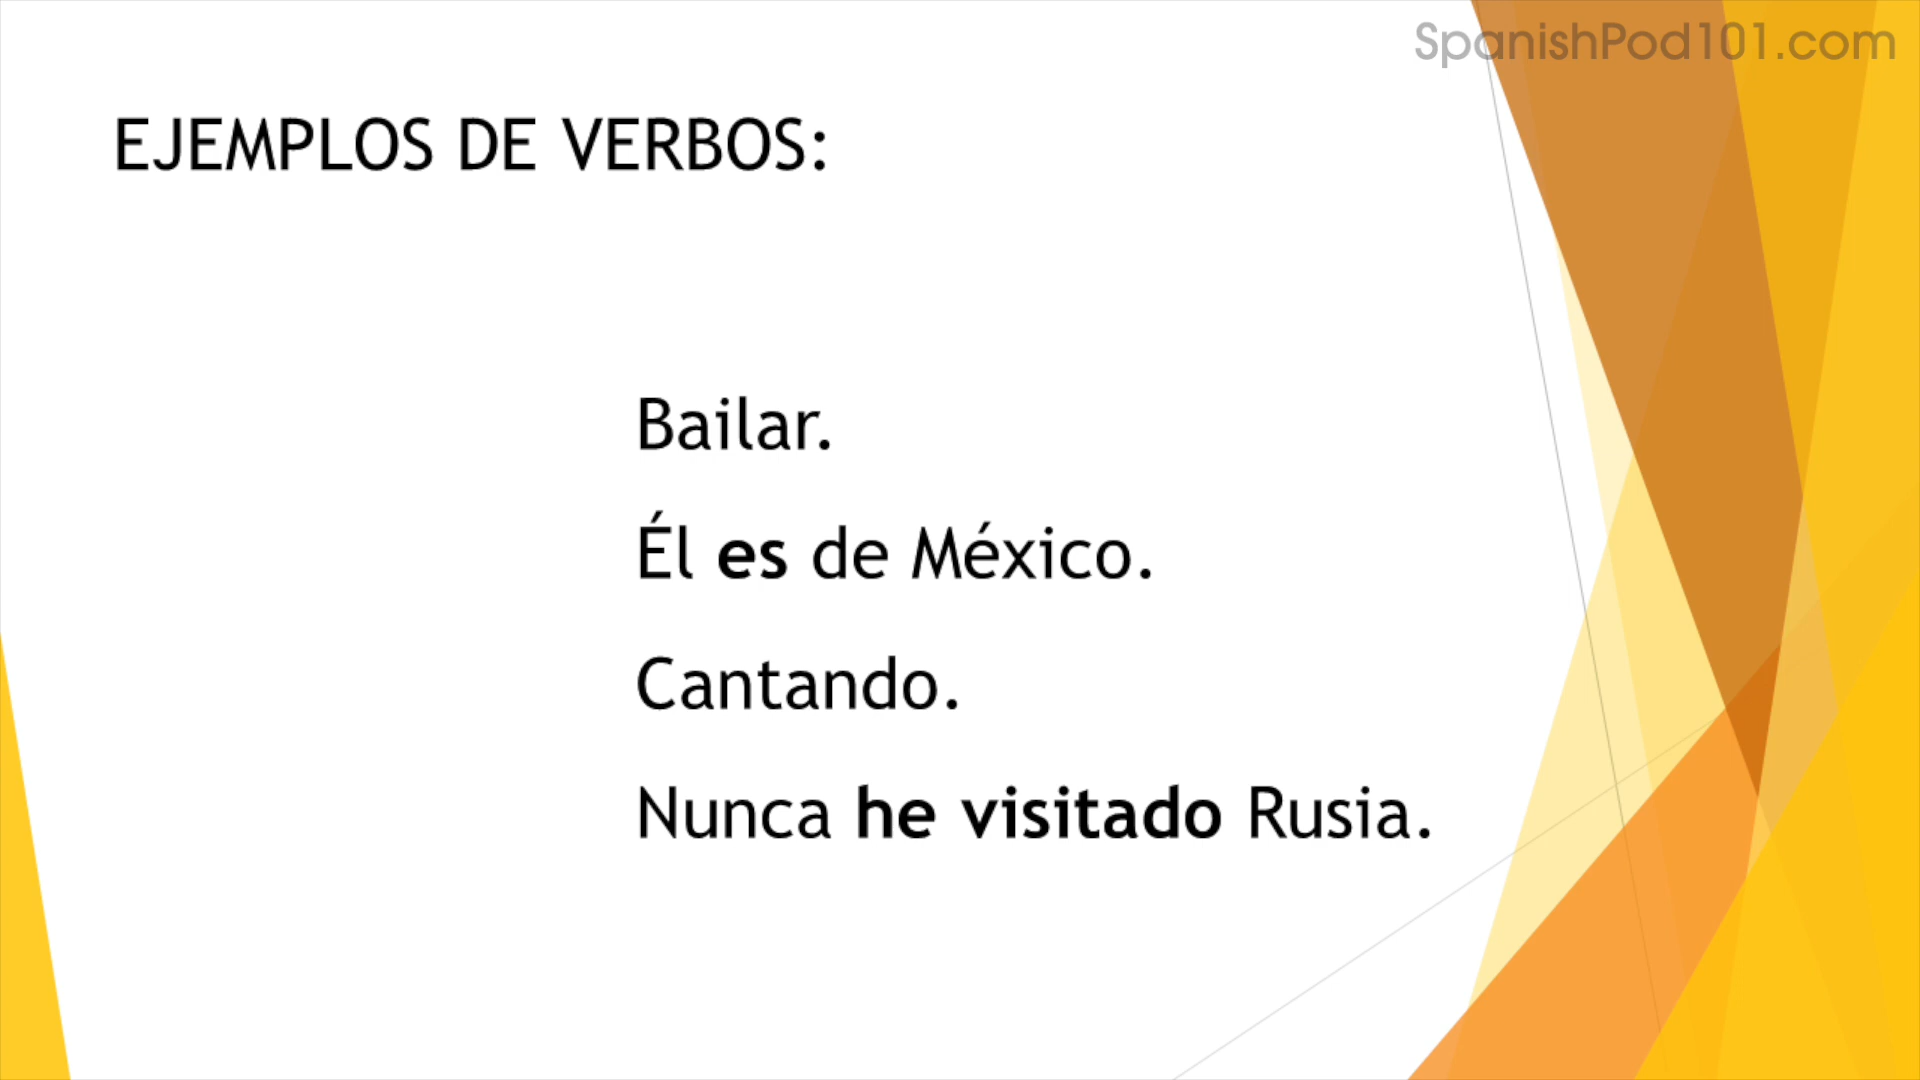 SpanishPod101.com
EJEMPLOS DE VERBOS:
Bailar.
Él es de México.
Cantando.
Nunca he visitado Rusia.